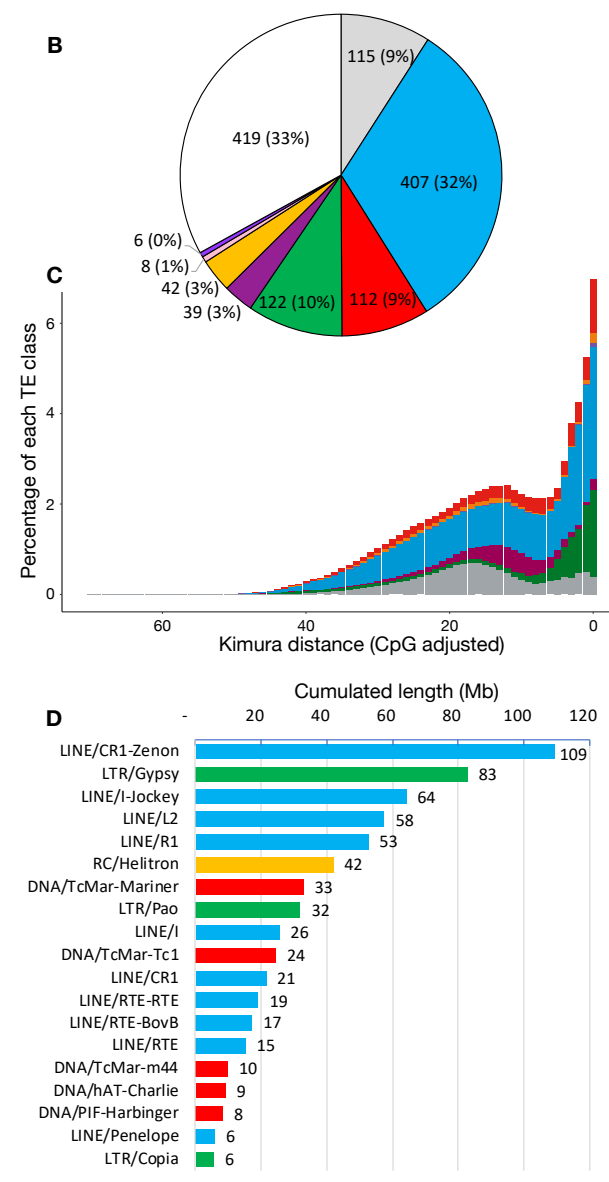 B
115 (9%)
419 (33%)
407 (32%)
6 (0%)
8 (1%)
42 (3%)
39 (3%)
122 (10%)
112 (9%)
C
Percentage of each TE class
6
4
2
0
60
40
20
0
Kimura distance (CpG adjusted)
Cumulated length (Mb)
D
- 20 40 60 80 100 120
LINE/CR1-Zenon 109
LTR/Gypsy 83
LINE/I-Jockey 64
LINE/L2 58
LINE/R1 53
RC/Helitron 42
DNA/TcMar-Mariner 33
LTR/Pao 32
LINE/I 26
DNA/TcMar-Tc1 24
LINE/CR1 21
LINE/RTE-RTE 19
LINE/RTE-BovB 17
LINE/RTE 15
DNA/TcMar-m44 10
DNA/hAT-Charlie 9
DNA/PIF-Harbinger 8
LINE/Penelope 6
LTR/Copia 6